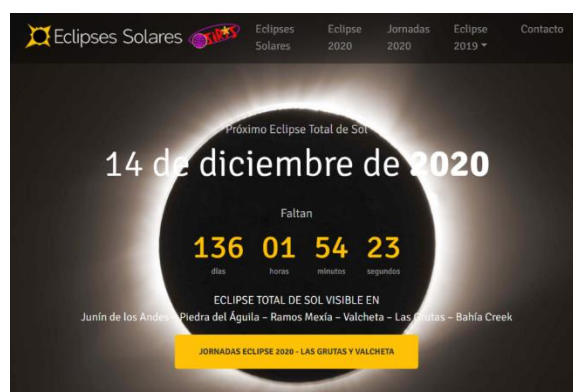 Eclipses Solares
Eclipses Solares
Eclipse 2020
Jornadas 2020
Eclipse 2019
Contacto
Próximo Eclipse Total de Sol
14 de diciembre de 2020
Faltan
136 01 54 23
días horas minutos segundos
ECLIPSE TOTAL DE SOL VISIBLE EN
Junín de los Andes – Piedra del Águila – Ramos Mexía – Valcheta – Las Grutas – Bahía Creek
JORNADAS ECLIPSE 2020 - LAS GRUTAS Y VALCHETA